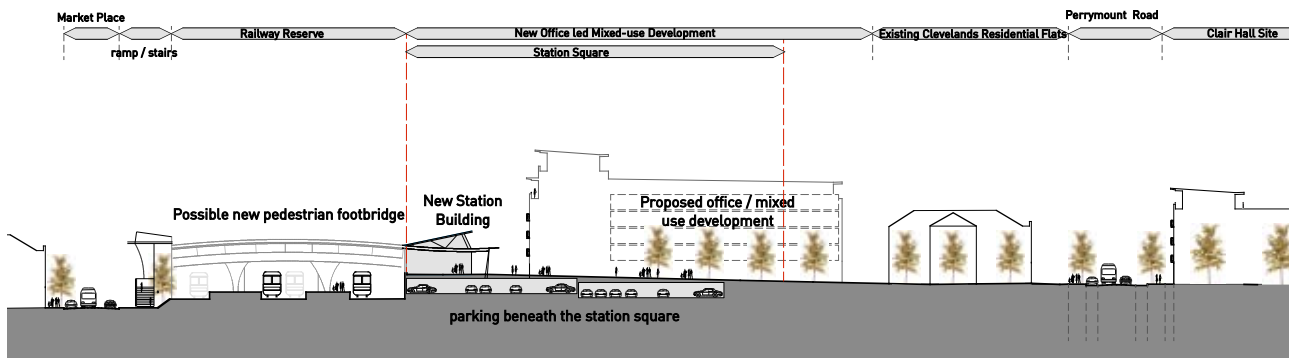 Market Place
Perrymount Road
Railway Reserve
New Office led Mixed-use Development
Existing Clevelands Residential Flats
Clair Hall Site
ramp / stairs
Station Square
New Station
Building
Proposed office / mixed
use development
Possible new pedestrian footbridge
parking beneath the station square